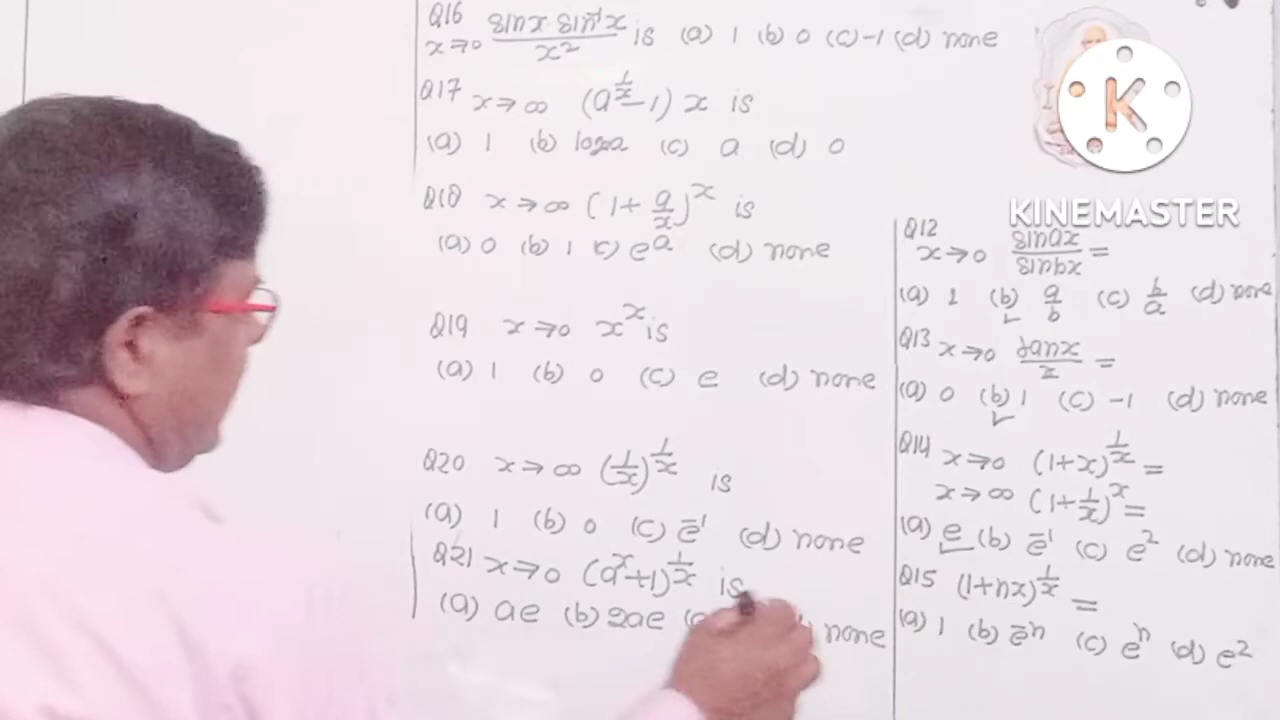 Q16 x→0 sinx·sin⁻¹x/x² is (a) 1 (b) 0 (c) -1 (d) none
Q17 x→∞ (a^(1/x) - 1) x is
(a) 1 (b) logₑa (c) a (d) 0
Q18 x→∞ (1 + a/x)^x is
(a) 0 (b) 1 (c) e^a (d) none
Q19 x→0 x^x is
(a) 1 (b) 0 (c) e (d) none
Q20 x→∞ (1/x)^(1/x) is
(a) 1 (b) 0 (c) e⁻¹ (d) none
Q21 x→0 (a^x + 1)^(1/x) is
(a) ae (b) 2ae none
KINEMASTER
Q12 x→0 sinax/sinbx =
(a) 1 (b) a/b (c) b/a (d) none
Q13 x→0 tanx/x =
(a) 0 (b) 1 (c) -1 (d) none
Q14 x→0 (1+x)^(1/x) =
x→∞ (1 + 1/x)^x =
(a) e (b) e⁻¹ (c) e² (d) none
Q15 (1+nx)^(1/x) =
(a) 1 (b) e⁻ⁿ (c) eⁿ (d) e²